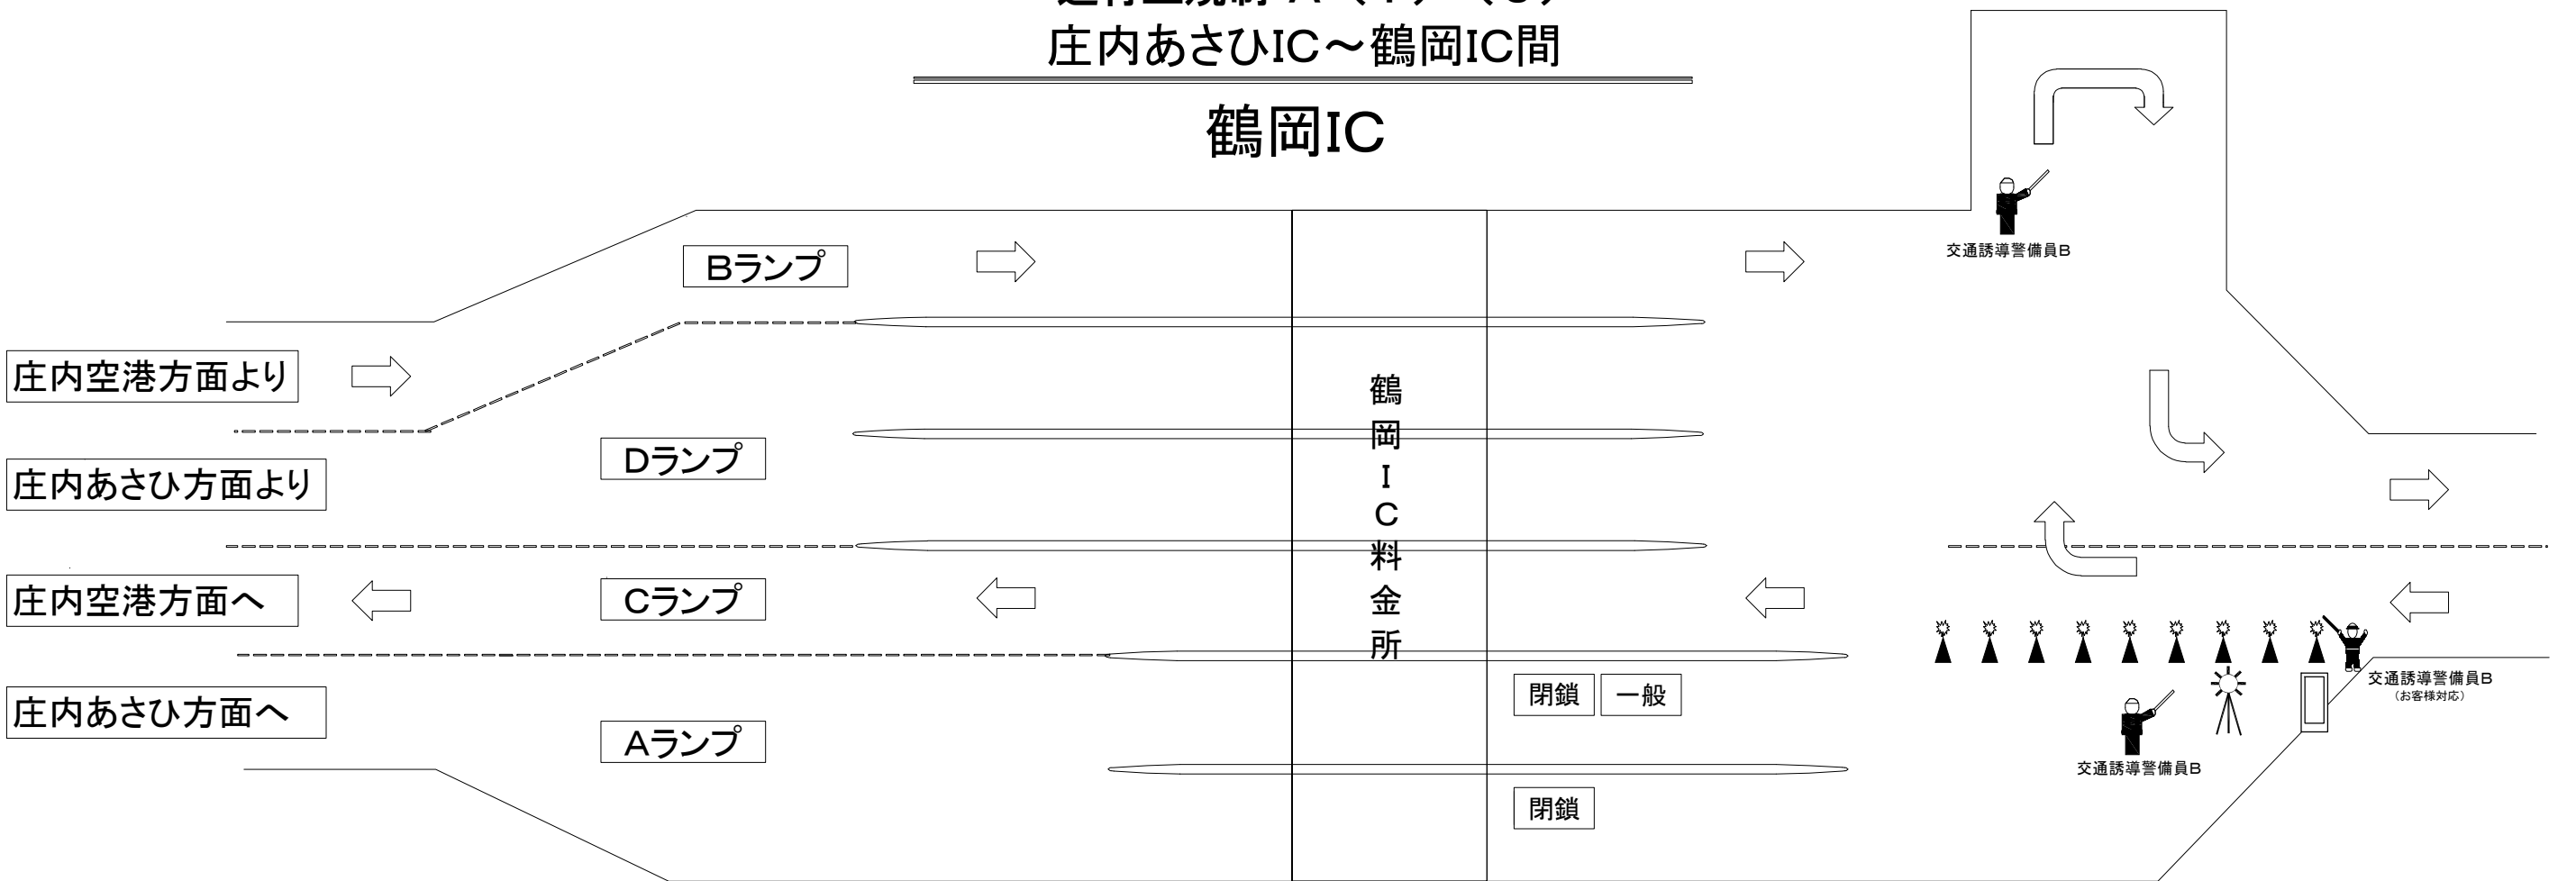 庄内あさひIC～鶴岡IC間
鶴岡IC
交通誘導警備員B
Bランプ
庄内空港方面より
鶴岡IC料金所
Dランプ
庄内あさひ方面より
庄内空港方面へ
Cランプ
庄内あさひ方面へ
閉鎖 一般
交通誘導警備員B
（お客様対応）
Aランプ
交通誘導警備員B
閉鎖